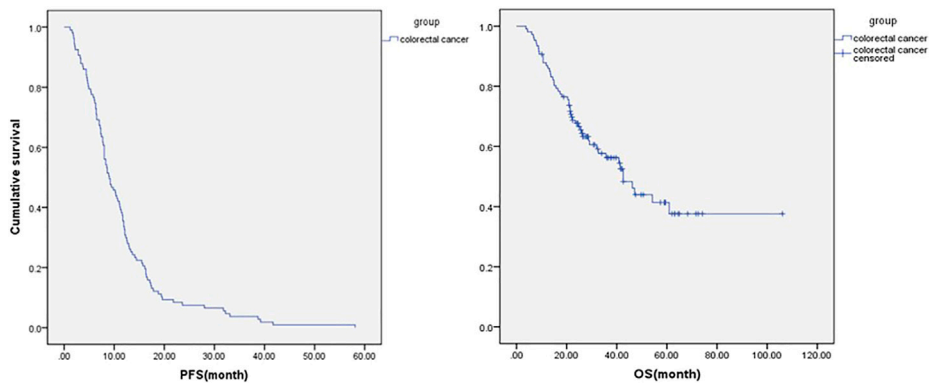 group
colorectal cancer
1.0
0.8
0.6
0.4
0.2
0.0
Cumulative survival
.00 10.00 20.00 30.00 40.00 50.00 60.00
PFS(month)
group
colorectal cancer
colorectal cancer
censored
1.0
0.8
0.6
0.4
0.2
0.0
.00 20.00 40.00 60.00 80.00 100.00 120.00
OS(month)